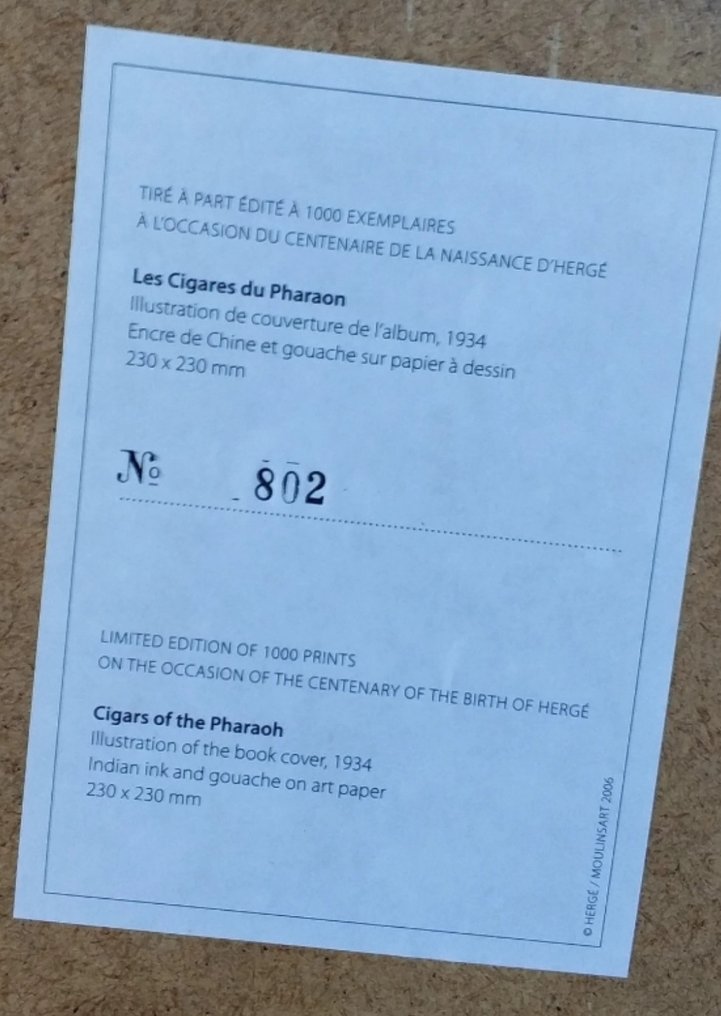 TIRÉ À PART ÉDITÉ À 1000 EXEMPLAIRES
À L'OCCASION DU CENTENAIRE DE LA NAISSANCE D'HERGÉ
Les Cigares du Pharaon
Illustration de couverture de l'album, 1934
Encre de Chine et gouache sur papier à dessin
230 x 230 mm
Nº 802
LIMITED EDITION OF 1000 PRINTS
ON THE OCCASION OF THE CENTENARY OF THE BIRTH OF HERGÉ
Cigars of the Pharaoh
Illustration of the book cover, 1934
Indian ink and gouache on art paper
230 x 230 mm
© HERGÉ / MOULINSART 2006